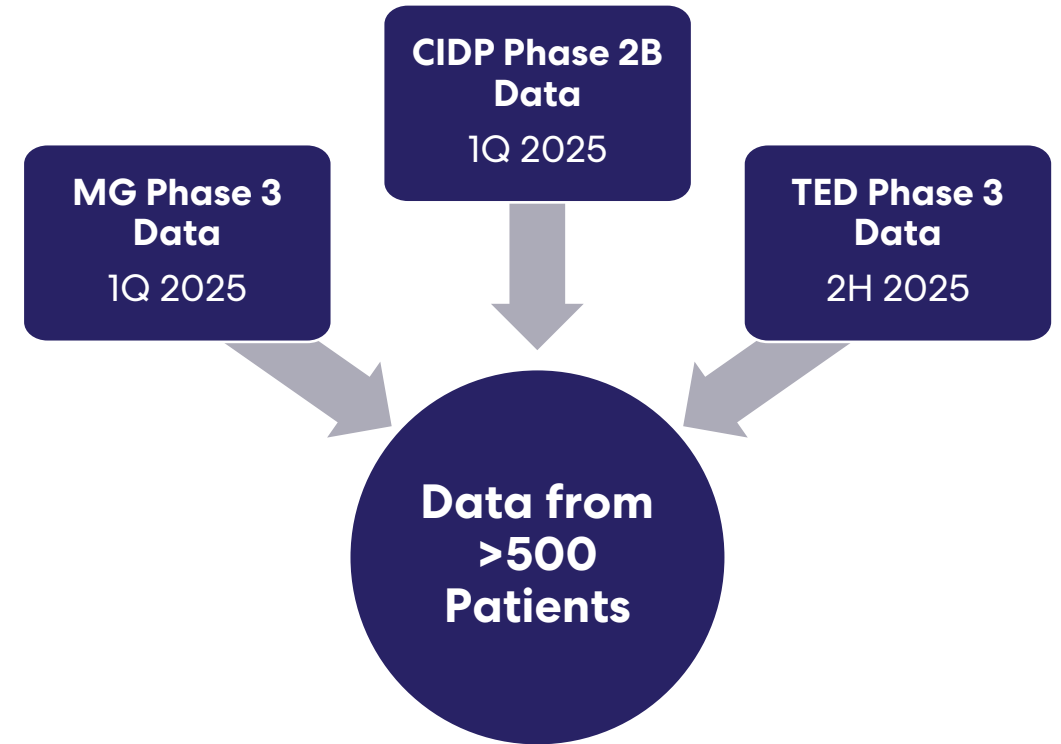 CIDP Phase 2B
Data
1Q 2025
MG Phase 3
Data
1Q 2025
TED Phase 3
Data
2H 2025
Data from
>500
Patients